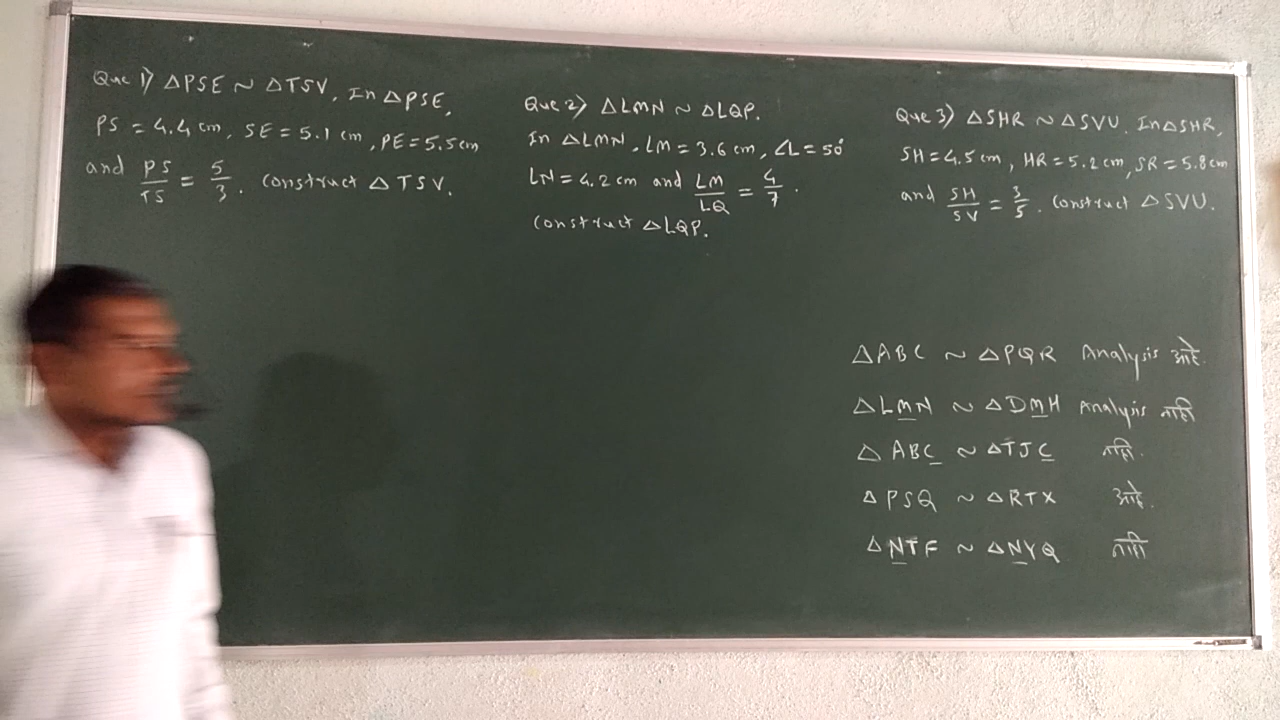 Que 1) △PSE ~ △TSV, In △PSE,
PS = 4.4 cm, SE = 5.1 cm, PE = 5.5 cm
and PS/TS = 5/3. Construct △TSV.
Que 2) △LMN ~ △LQP.
In △LMN, LM = 3.6 cm, ∠L = 50°
LN = 4.2 cm and LM/LQ = 4/7.
Construct △LQP.
Que 3) △SHR ~ △SVU. In △SHR,
SH = 4.5 cm, HR = 5.2 cm, SR = 5.8 cm
and SH/SV = 3/5. Construct △SVU.
△ABC ~ △PQR Analysis आहे.
△LMN ~ △DMH Analysis नाही
△ABC ~ △TJC नाही.
△PSQ ~ △RTX आहे.
△NTF ~ △NYQ नाही